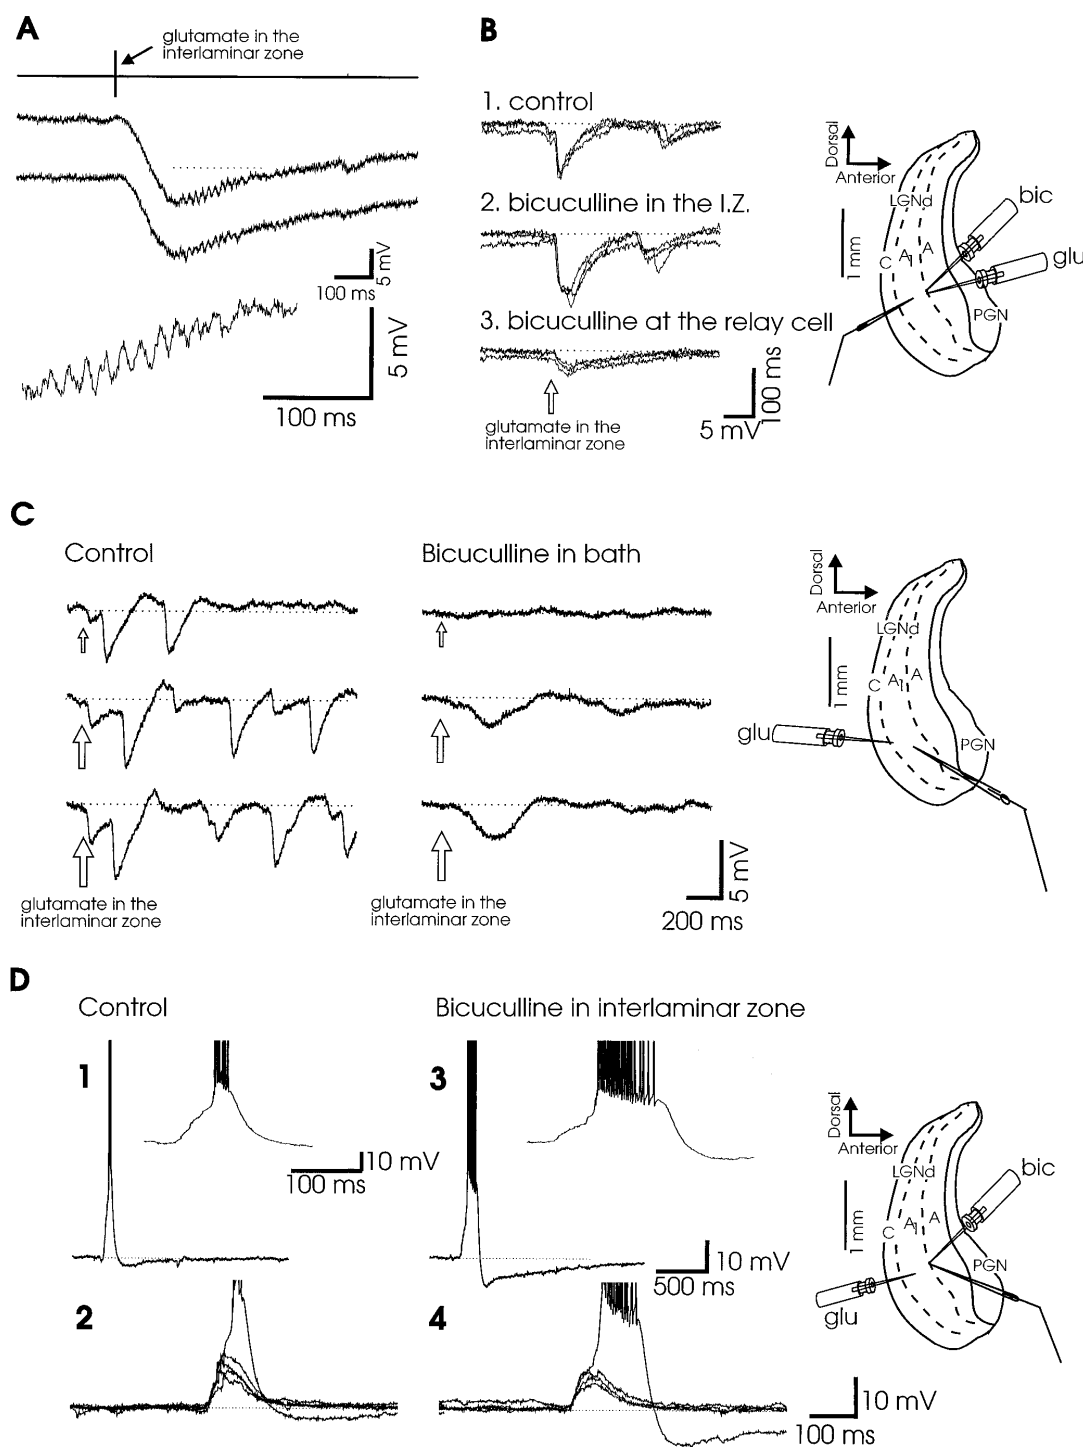 A
glutamate in the
interlaminar zone
5 mV
100 ms
5 mV
100 ms
B
1. control
2. bicuculline in the I.Z.
3. bicuculline at the relay cell
glutamate in the
interlaminar zone
5 mV
100 ms
Dorsal
Anterior
LGNd
1 mm
C
A1
A
bic
glu
PGN
C
Control
Bicuculline in bath
glutamate in the
interlaminar zone
glutamate in the
interlaminar zone
5 mV
200 ms
Dorsal
Anterior
LGNd
1 mm
C
A1
A
glu
PGN
D
Control
Bicuculline in interlaminar zone
1
10 mV
100 ms
3
10 mV
500 ms
2
4
10 mV
100 ms
Dorsal
Anterior
LGNd
1 mm
C
A1
A
bic
PGN
glu